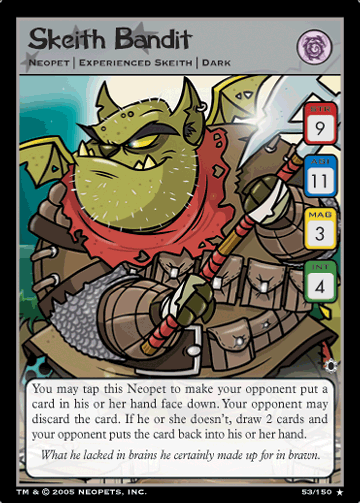 Skeith Bandit
Neopet | Experienced Skeith | Dark
STR
9
AGI
11
MAG
3
INT
4
You may tap this Neopet to make your opponent put a
card in his or her hand face down. Your opponent may
discard the card. If he or she doesn't, draw 2 cards and
your opponent puts the card back into his or her hand.
What he lacked in brains he certainly made up for in brawn.
TM & © 2005 NEOPETS, INC.
53/150 ★